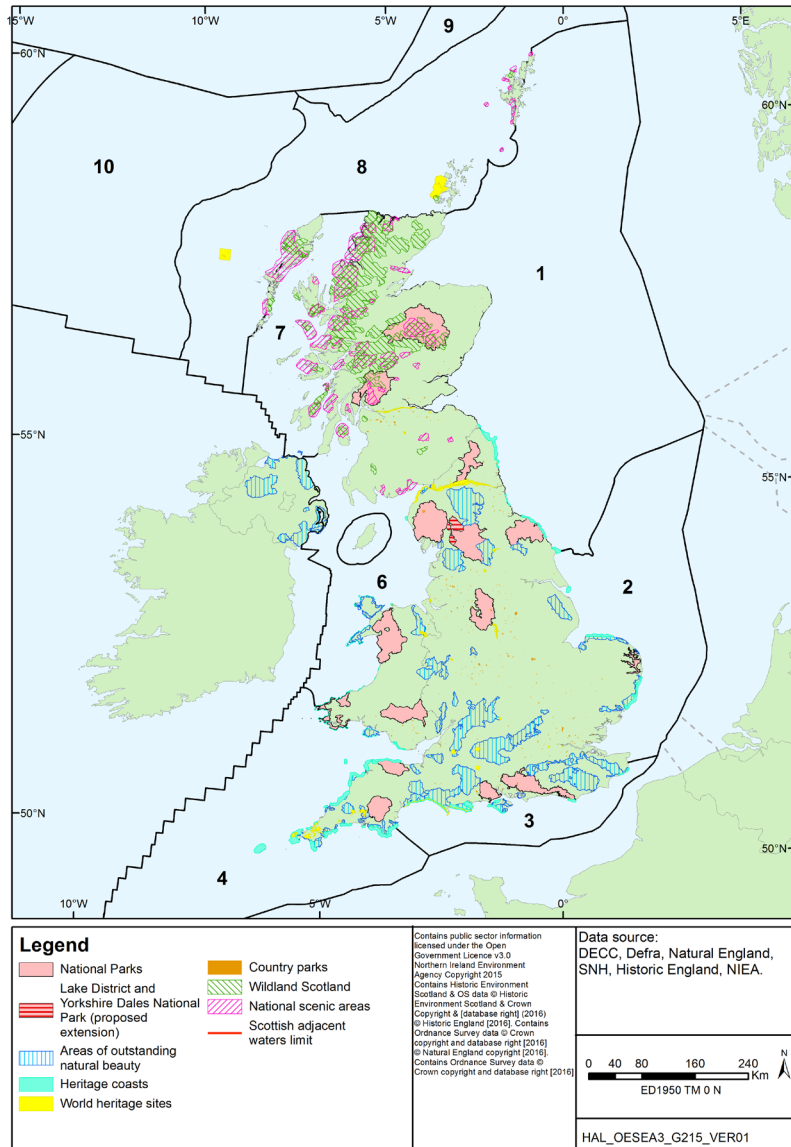 15°W
10°W
5°W
0°
5°E
60°N
60°N
9
10
8
1
7
55°N
55°N
6
2
3
4
50°N
50°N
10°W
5°W
0°
Legend
National Parks
Lake District and
Yorkshire Dales National
Park (proposed
extension)
Areas of outstanding
natural beauty
Heritage coasts
World heritage sites
Country parks
Wildland Scotland
National scenic areas
Scottish adjacent
waters limit
Contains public sector information
licensed under the Open
Government Licence v3.0
Northern Ireland Environment
Agency Copyright 2015
Contains Historic Environment
Scotland & OS data © Historic
Environment Scotland & Crown
Copyright & [database right] (2016)
© Historic England [2016]. Contains
Ordnance Survey data © Crown
copyright and database right [2016]
© Natural England copyright [2016].
Contains Ordnance Survey data ©
Crown copyright and database right [2016]
Data source:
DECC, Defra, Natural England,
SNH, Historic England, NIEA.
0 40 80 120 160 240
Km
N
ED1950 TM 0 N
HAL_OESEA3_G215_VER01